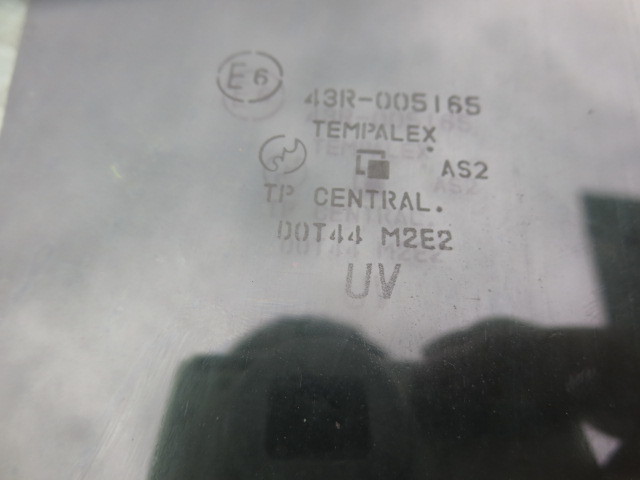 E6 43R-005165
TEMPALEX
AS2
TP CENTRAL.
DOT44 M2E2
UV